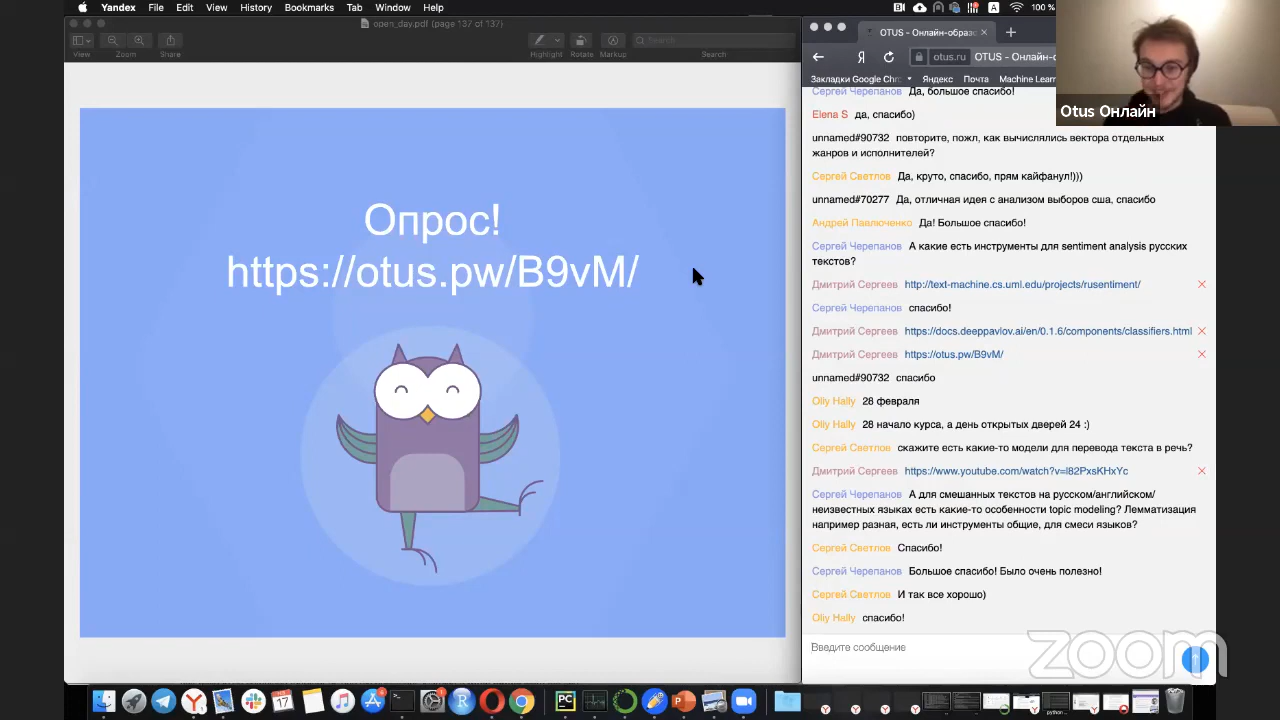 Yandex File Edit View History Bookmarks Tab Window Help
A
100 %
open_day.pdf (page 137 of 137)
Search
View Zoom Share Highlight Rotate Markup Search
Опрос!
https://otus.pw/B9vM/
OTUS - Онлайн-образо
otus.ru OTUS - Онлайн-о
Закладки Google Chr Яндекс Почта Machine Learn
Otus Онлайн
Сергей Черепанов Да, большое спасибо!
Elena S да, спасибо)
unnamed#90732 повторите, пожл, как вычислялись вектора отдельных
жанров и исполнителей?
Сергей Светлов Да, круто, спасибо, прям кайфанул!)))
unnamed#70277 Да, отличная идея с анализом выборов сша, спасибо
Андрей Павлюченко Да! Большое спасибо!
Сергей Черепанов А какие есть инструменты для sentiment analysis русских
текстов?
Дмитрий Сергеев http://text-machine.cs.uml.edu/projects/rusentiment/
Сергей Черепанов спасибо!
Дмитрий Сергеев https://docs.deeppavlov.ai/en/0.1.6/components/classifiers.html
Дмитрий Сергеев https://otus.pw/B9vM/
unnamed#90732 спасибо
Olly Hally 28 февраля
Olly Hally 28 начало курса, а день открытых дверей 24 :)
Сергей Светлов скажите есть какие-то модели для перевода текста в речь?
Дмитрий Сергеев https://www.youtube.com/watch?v=l82PxsKHxYc
Сергей Черепанов А для смешанных текстов на русском/английском/
неизвестных языках есть какие-то особенности topic modeling? Лемматизация
например разная, есть ли инструменты общие, для смеси языков?
Сергей Светлов Спасибо!
Сергей Черепанов Большое спасибо! Было очень полезно!
Сергей Светлов И так все хорошо)
Olly Hally спасибо!
Введите сообщение
zoom